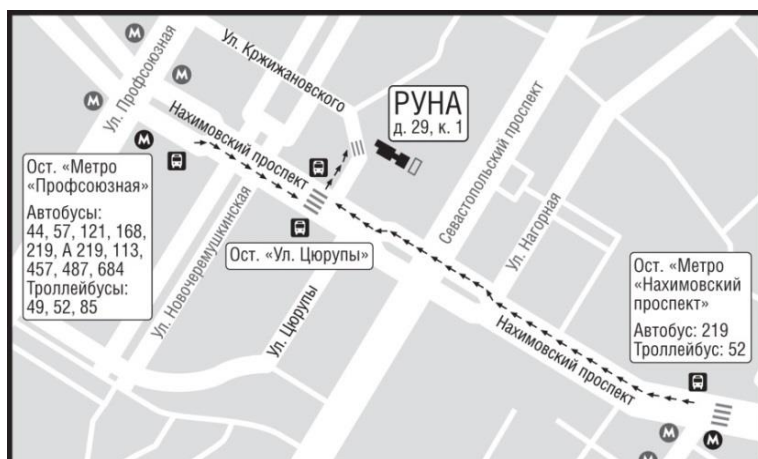 Ул. Профсоюзная
Ул. Кржижановского
Нахимовский проспект
РУНА
д. 29, к. 1
Севастопольский проспект
Ост. «Метро
«Профсоюзная»
Автобусы:
44, 57, 121, 168,
219, А 219, 113,
457, 487, 684
Троллейбусы:
49, 52, 85
Ул. Новочеремушкинская
Ост. «Ул. Цюрупы»
Ул. Цюрупы
Ул. Нагорная
Нахимовский проспект
Ост. «Метро
«Нахимовский
проспект»
Автобус: 219
Троллейбус: 52
М
М
М
М
М
М
М